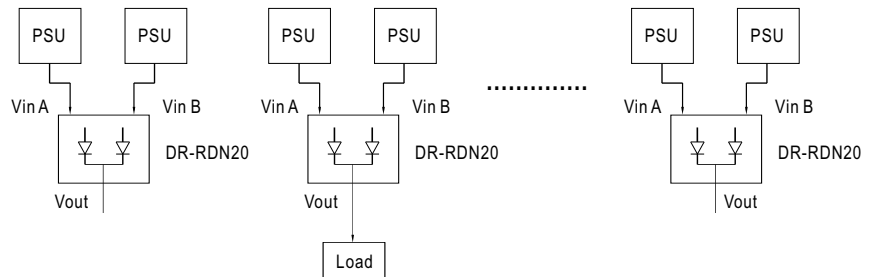 PSU PSU PSU PSU PSU PSU
Vin A Vin B Vin A Vin B .............. Vin A Vin B
DR-RDN20 DR-RDN20 DR-RDN20
Vout Vout Vout
Load